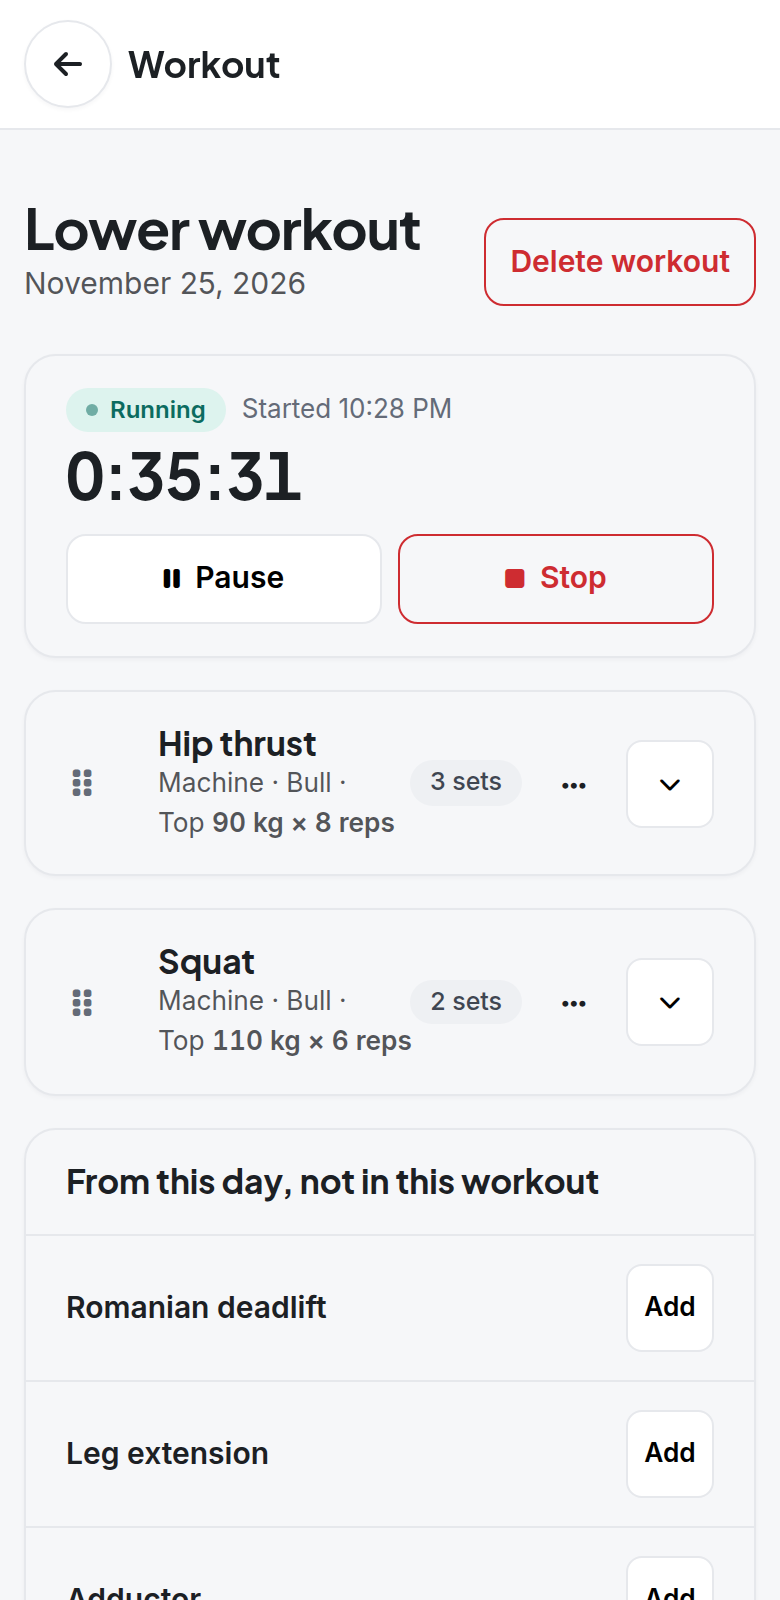 Workout
Lower workout
November 25, 2026
Delete workout
Running
Started 10:28 PM
0:35:31
Pause
Stop
Hip thrust
Machine · Bull ·
Top 90 kg × 8 reps
3 sets
Squat
Machine · Bull ·
Top 110 kg × 6 reps
2 sets
From this day, not in this workout
Romanian deadlift
Add
Leg extension
Add
Adductor
Add